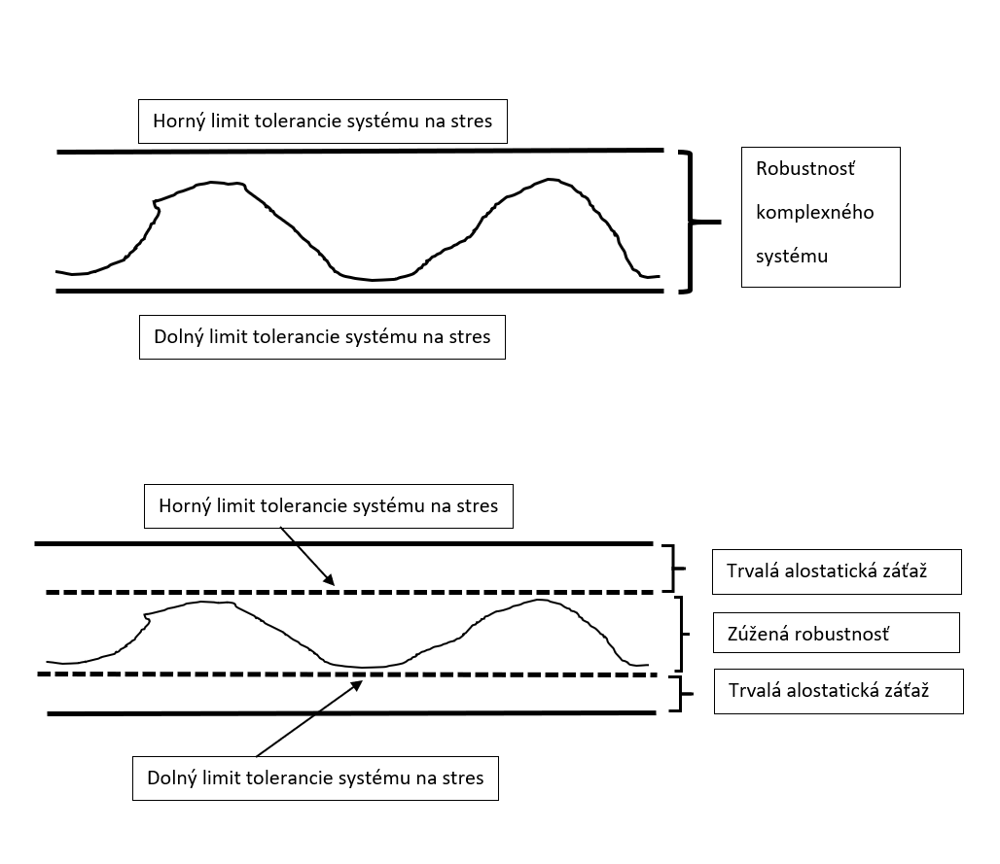 Horný limit tolerancie systému na stres
Robustnosť
komplexného
systému
Dolný limit tolerancie systému na stres
Horný limit tolerancie systému na stres
Trvalá alostatická záťaž
Zúžená robustnosť
Trvalá alostatická záťaž
Dolný limit tolerancie systému na stres